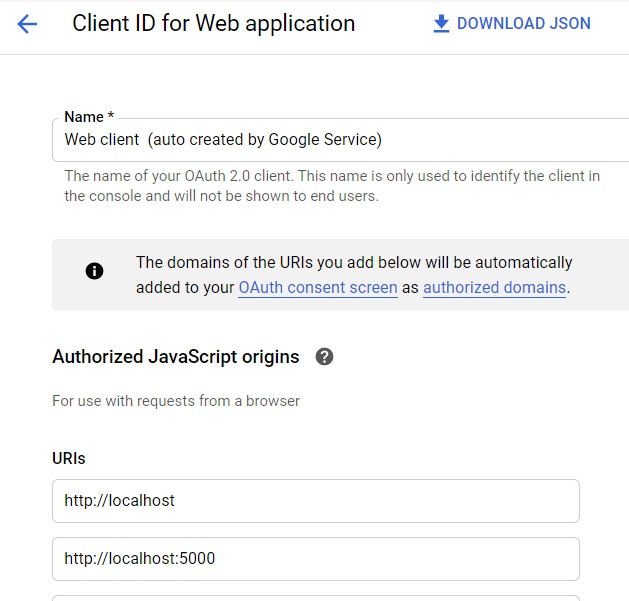 Client ID for Web application
DOWNLOAD JSON
Name *
Web client  (auto created by Google Service)
The name of your OAuth 2.0 client. This name is only used to identify the client in
the console and will not be shown to end users.
The domains of the URIs you add below will be automatically
added to your OAuth consent screen as authorized domains.
Authorized JavaScript origins
For use with requests from a browser
URIs
http://localhost
http://localhost:5000